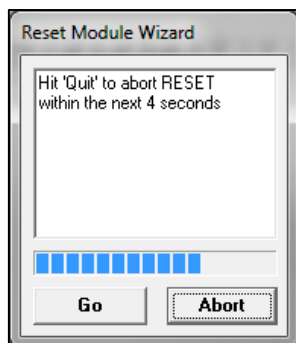 Reset Module Wizard
Hit 'Quit' to abort RESET
within the next 4 seconds
Go
Abort